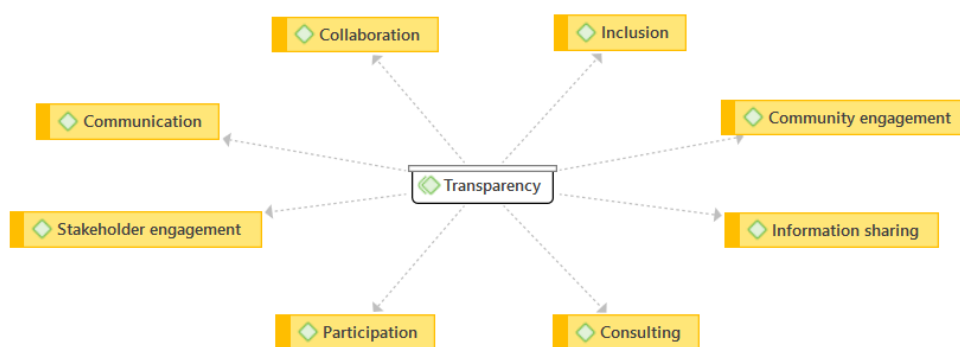 Collaboration
Inclusion
Communication
Community engagement
Transparency
Stakeholder engagement
Information sharing
Participation
Consulting